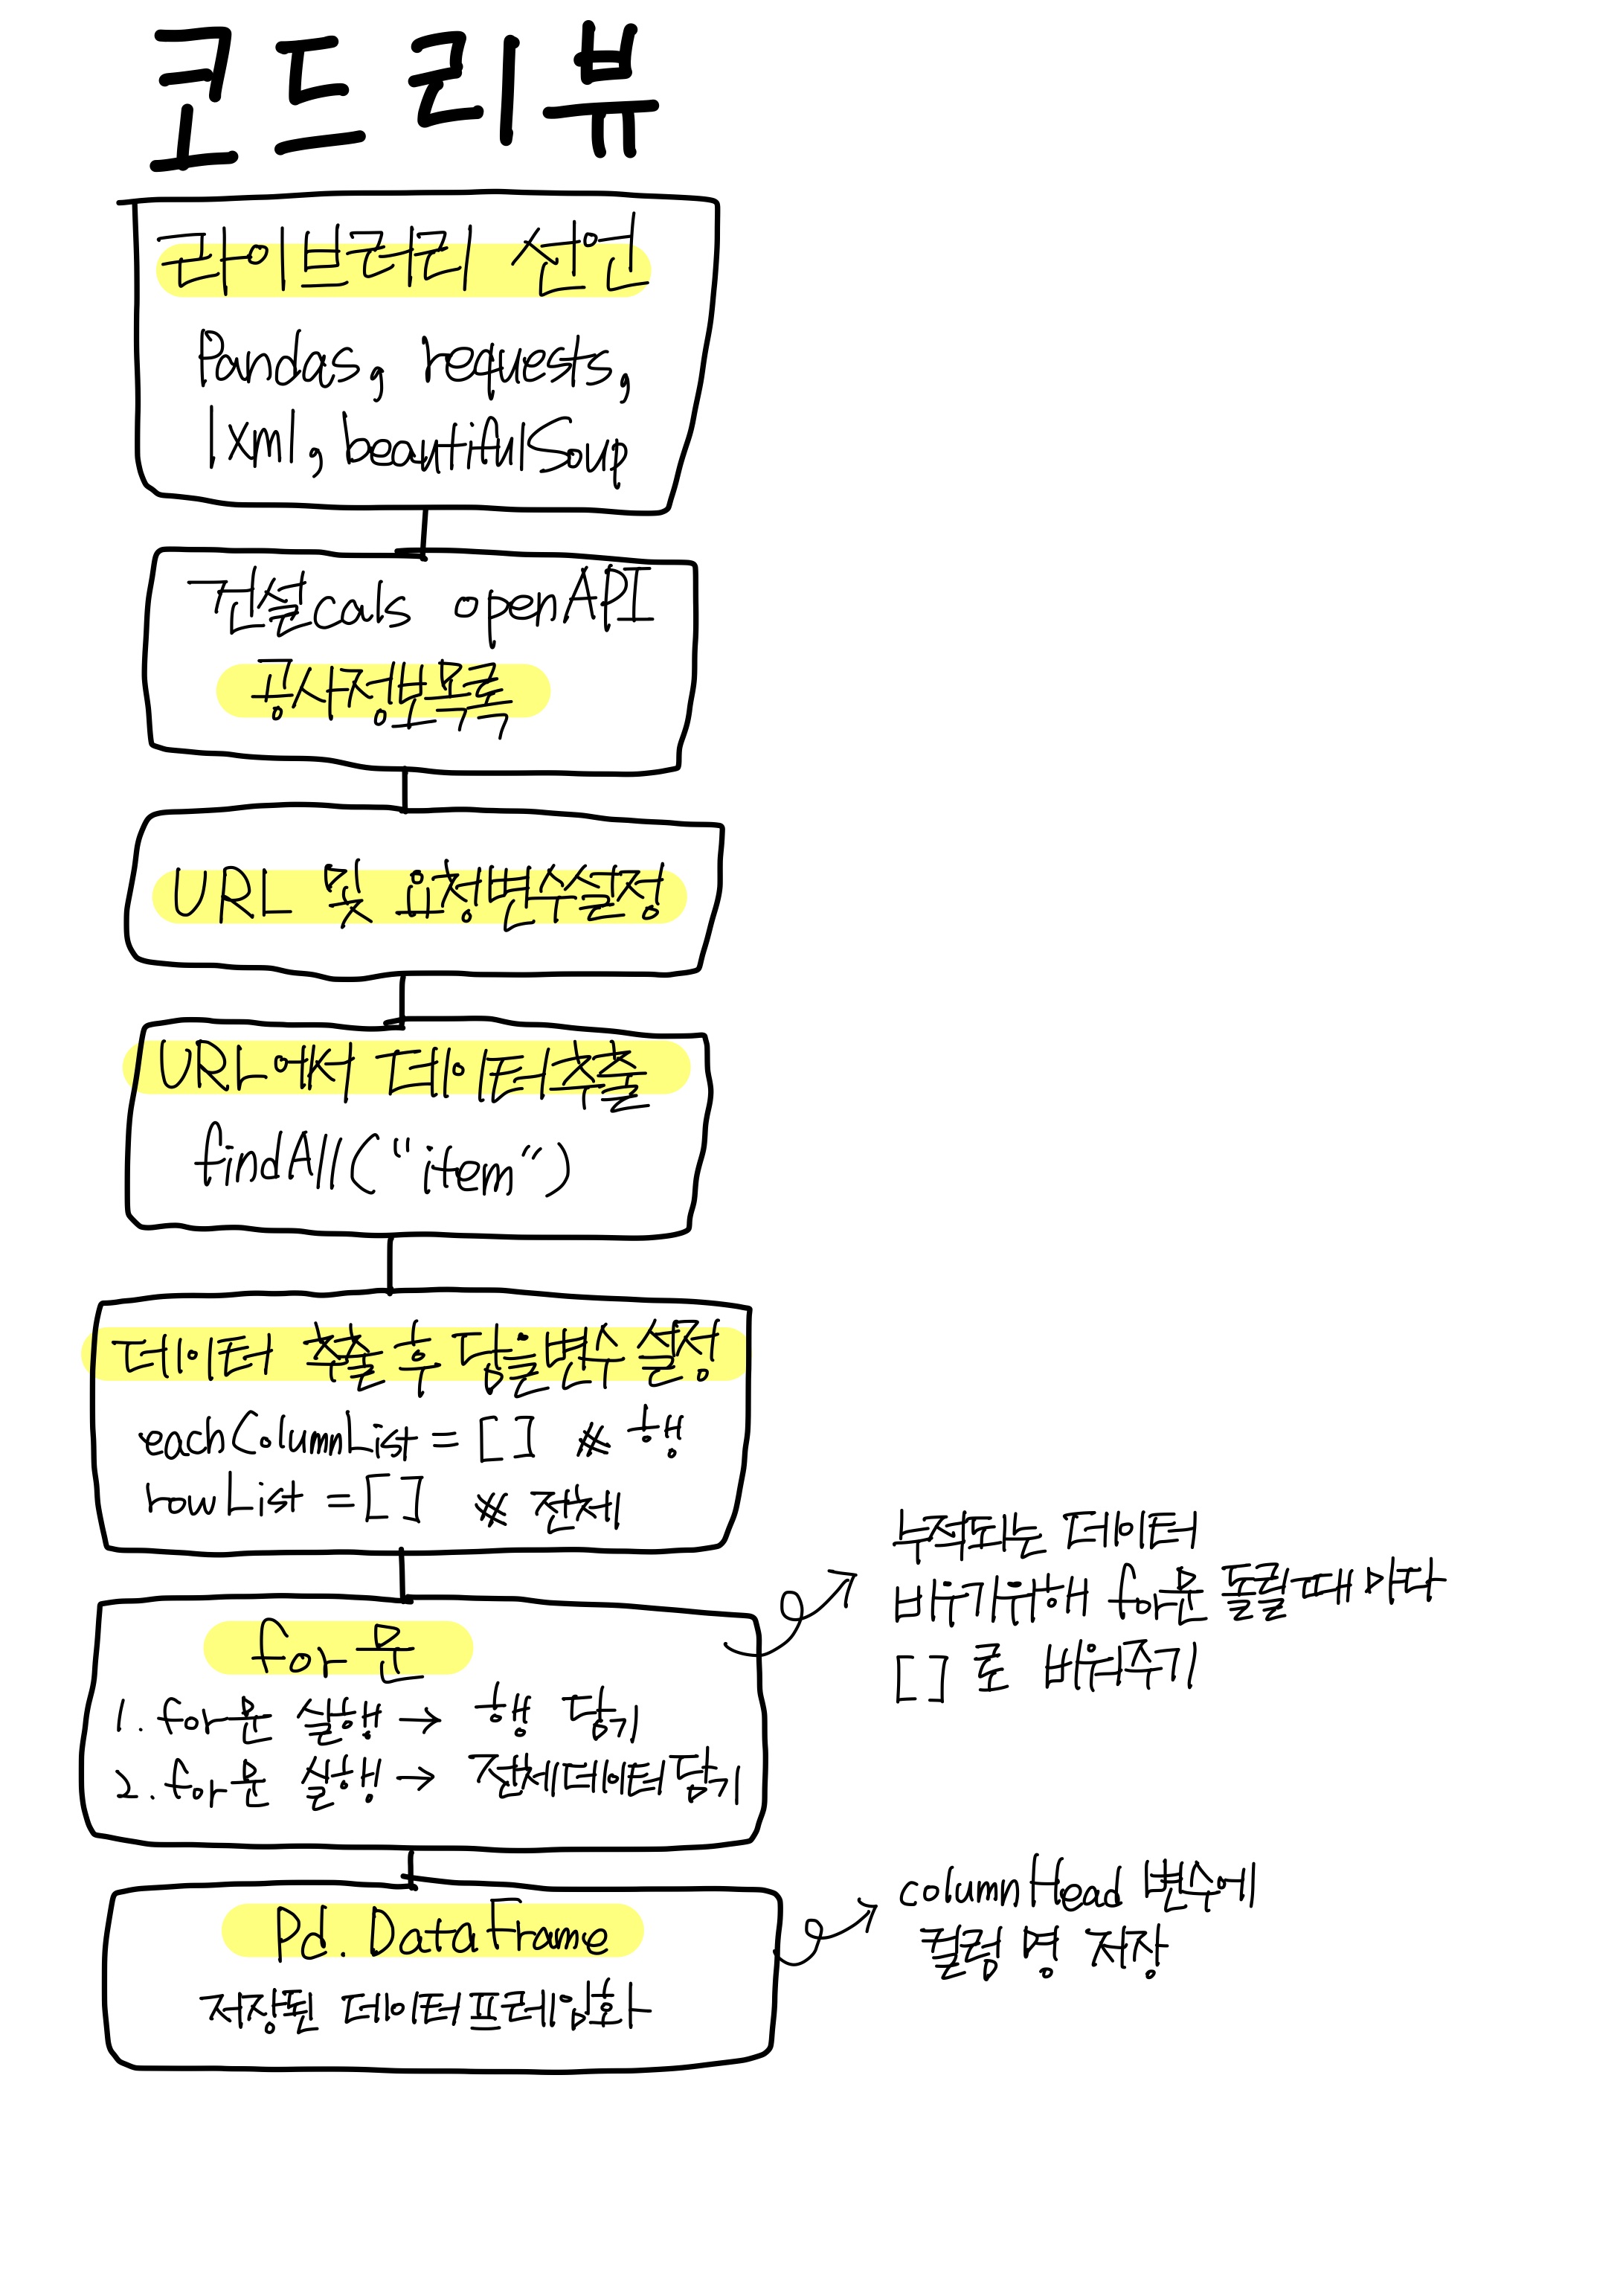 코드리뷰
라이브러리 선언
Pandas, requests,
lxml, beautifulSup
건설cals openAPI
공사정보목록
URL 및 요청변수설정
URL에서 데이터추출
findAll("item")
데이터 추출 후 담을변수 설정
eachColumnList = [] # 행
rowList = [] # 전체
for 문
1. for문 실행 → 행 담기
2. for문 실행 → 전체데이터담기
누적되는 데이터
비우기위해 for문 돌릴때 마다
[] 로 비워주기
Pd. DataFrame
저장된 데이터프레임화
column Head 변수에
컬럼 명 저장